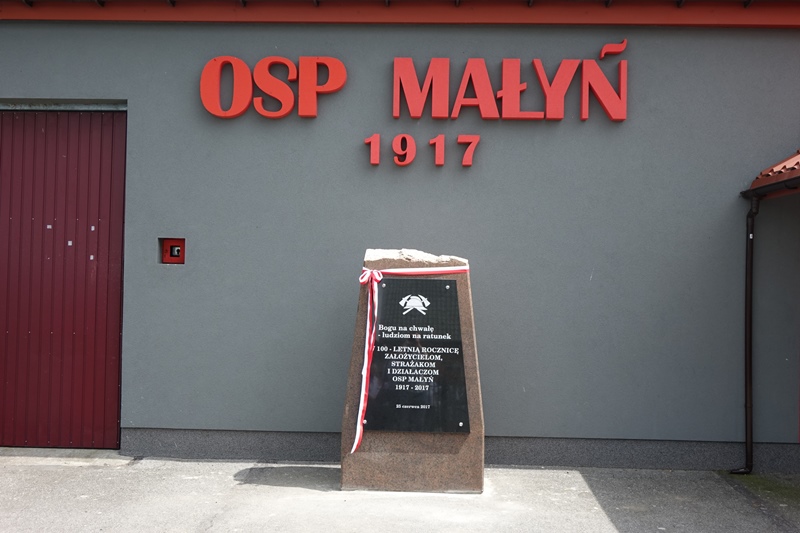 OSP MAŁYÑ
1917
Bogu na chwałę
- ludziom na ratunek
100 - LETNIĄ ROCZNICĘ
ZAŁOŻYCIELOM,
STRAŻAKOM
I DZIAŁACZOM
OSP MAŁYŃ
1917 - 2017
25 czerwca 2017